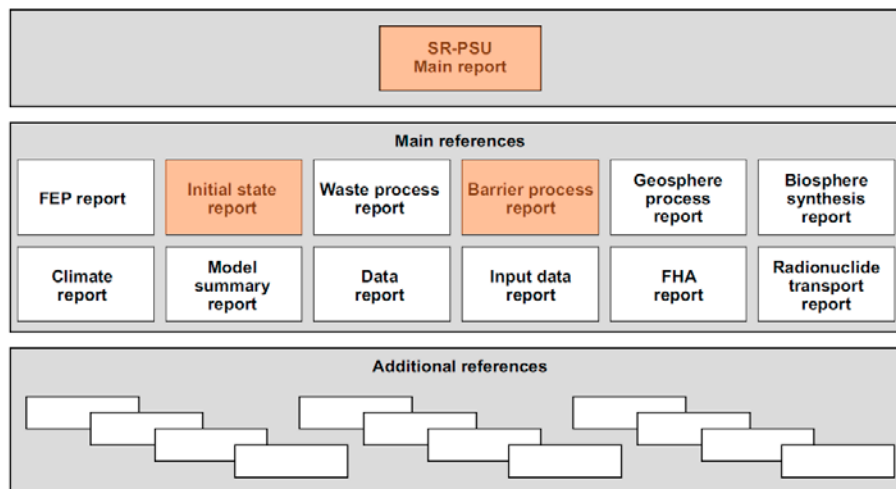 SR-PSU
Main report
Main references
FEP report
Initial state
report
Waste process
report
Barrier process
report
Geosphere
process
report
Biosphere
synthesis
report
Climate
report
Model
summary
report
Data
report
Input data
report
FHA
report
Radionuclide
transport
report
Additional references